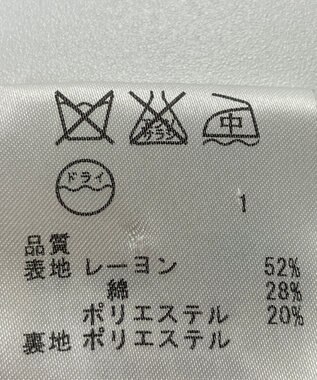 エンソ
サラシ
中
ドライ
1
品質
表地 レーヨン 52%
綿 28%
ポリエステル 20%
裏地 ポリエステル